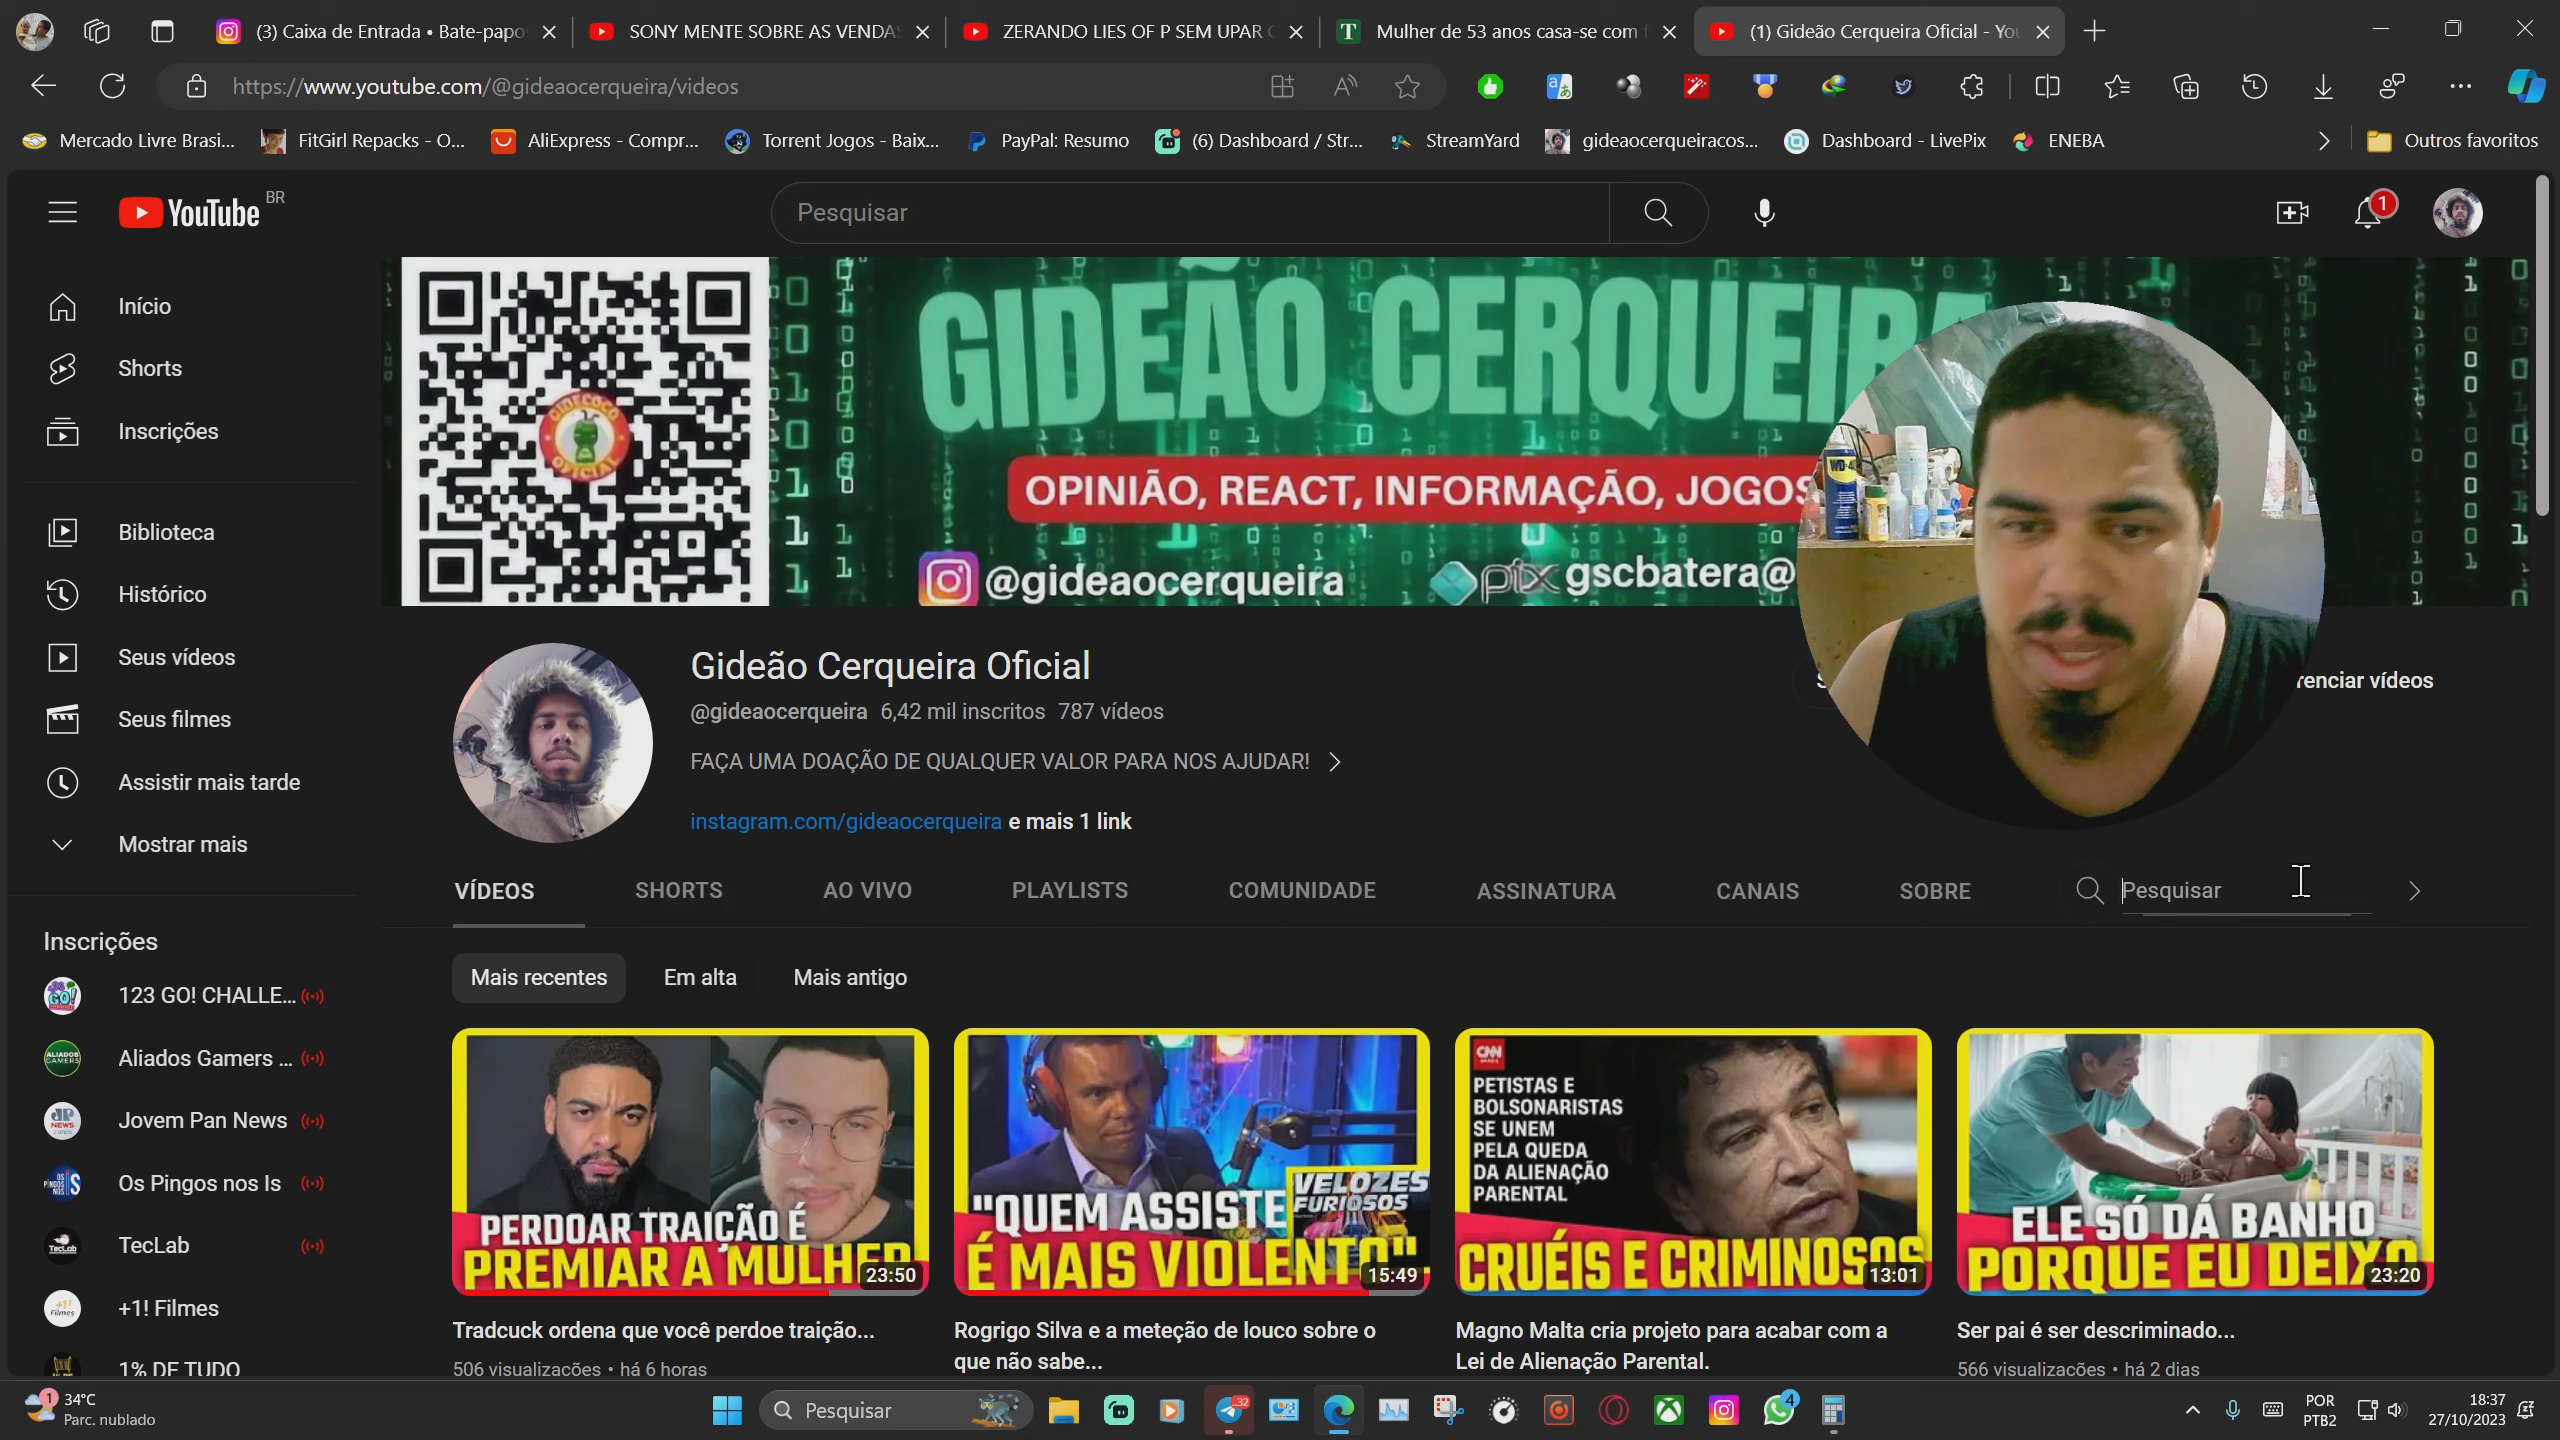 (3) Caixa de Entrada • Bate-papo
SONY MENTE SOBRE AS VENDAS
ZERANDO LIES OF P SEM UPAR
T
Mulher de 53 anos casa-se com
(1) Gideão Cerqueira Oficial - You
https://www.youtube.com/@gideaocerqueira/videos
Mercado Livre Brasi...
FitGirl Repacks - O...
AliExpress - Compr...
Torrent Jogos - Baix...
PayPal: Resumo
(6) Dashboard / Str...
StreamYard
gideaocerqueiracos...
Dashboard - LivePix
ENEBA
Outros favoritos
YouTube BR
Pesquisar
1
Início
Shorts
Inscrições
Biblioteca
Histórico
Seus vídeos
Seus filmes
Assistir mais tarde
Mostrar mais
Inscrições
123 GO! CHALLE...
Aliados Gamers ...
Jovem Pan News
Os Pingos nos Is
TecLab
+1! Filmes
1% DE TUDO
GIDECOCO
OFICIAL
GIDEÃO CERQUEIRA
OPINIÃO, REACT, INFORMAÇÃO, JOGOS
@gideaocerqueira
pix gscbatera@
WD-40
Gideão Cerqueira Oficial
@gideaocerqueira 6,42 mil inscritos 787 vídeos
FAÇA UMA DOAÇÃO DE QUALQUER VALOR PARA NOS AJUDAR!
instagram.com/gideaocerqueira e mais 1 link
renciar vídeos
VÍDEOS
SHORTS
AO VIVO
PLAYLISTS
COMUNIDADE
ASSINATURA
CANAIS
SOBRE
Pesquisar
Mais recentes
Em alta
Mais antigo
PERDOAR TRAIÇÃO É
PREMIAR A MULHER
23:50
Tradcuck ordena que você perdoe traição...
506 visualizações • há 6 horas
VELOZES
FURIOSOS
"QUEM ASSISTE
É MAIS VIOLENTO"
15:49
Rogrigo Silva e a meteção de louco sobre o
que não sabe...
CNN
BRASIL
PETISTAS E
BOLSONARISTAS
SE UNEM
PELA QUEDA
DA ALIENAÇÃO
PARENTAL
CRUÉIS E CRIMINOSOS
13:01
Magno Malta cria projeto para acabar com a
Lei de Alienação Parental.
ELE SÓ DÁ BANHO
PORQUE EU DEIXO
23:20
Ser pai é ser descriminado...
566 visualizações • há 2 dias
1
34°C
Parc. nublado
Pesquisar
32
4
POR
PTB2
18:37
27/10/2023